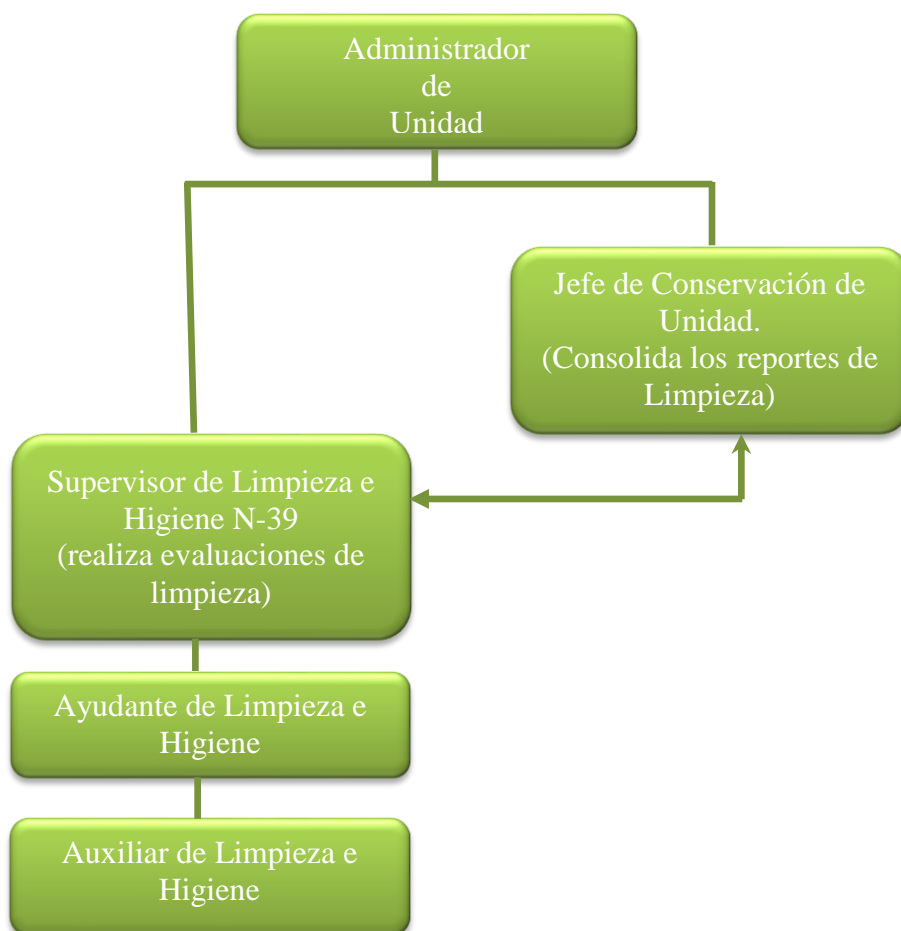 Administrador
de
Unidad
Jefe de Conservación de
Unidad.
(Consolida los reportes de
Limpieza)
Supervisor de Limpieza e
Higiene N-39
(realiza evaluaciones de
limpieza)
Ayudante de Limpieza e
Higiene
Auxiliar de Limpieza e
Higiene